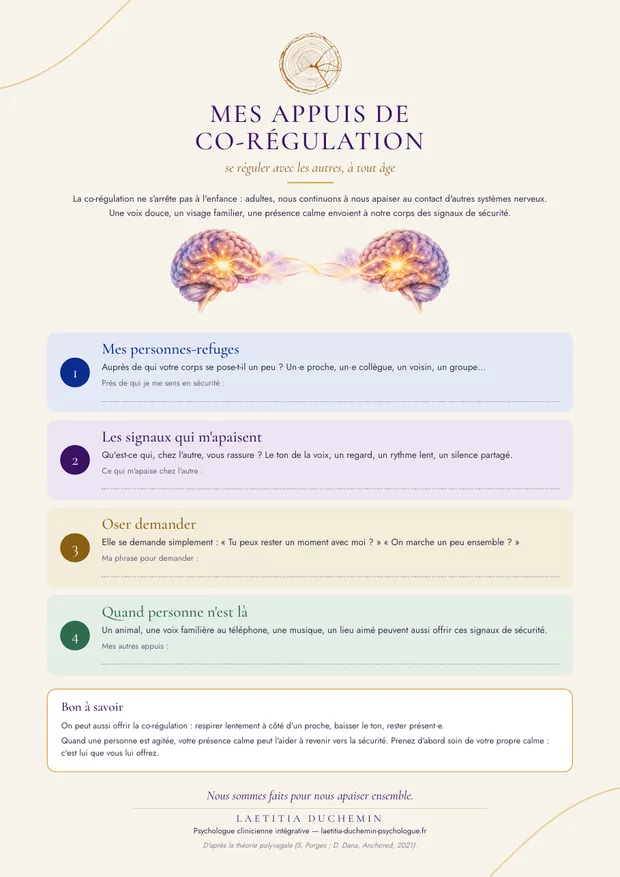 MES APPUIS DE
CO-RÉGULATION
se réguler avec les autres, à tout âge
La co-régulation ne s'arrête pas à l'enfance : adultes, nous continuons à nous apaiser au contact d'autres systèmes nerveux.
Une voix douce, un visage familier, une présence calme envoient à notre corps des signaux de sécurité.
1
Mes personnes-refuges
Auprès de qui votre corps se pose-t-il un peu ? Un·e proche, un·e collègue, un voisin, un groupe…
Près de qui je me sens en sécurité :
2
Les signaux qui m'apaisent
Qu'est-ce qui, chez l'autre, vous rassure ? Le ton de la voix, un regard, un rythme lent, un silence partagé.
Ce qui m'apaise chez l'autre :
3
Oser demander
Elle se demande simplement : « Tu peux rester un moment avec moi ? » « On marche un peu ensemble ? »
Ma phrase pour demander :
4
Quand personne n'est là
Un animal, une voix familière au téléphone, une musique, un lieu aimé peuvent aussi offrir ces signaux de sécurité.
Mes autres appuis :
Bon à savoir
On peut aussi offrir la co-régulation : respirer lentement à côté d'un proche, baisser le ton, rester présent·e.
Quand une personne est agitée, votre présence calme peut l'aider à revenir vers la sécurité. Prenez d'abord soin de votre propre calme :
c'est lui que vous lui offrez.
Nous sommes faits pour nous apaiser ensemble.
LAETITIA DUCHEMIN
Psychologue clinicienne intégrative — laetitia-duchemin-psychologue.fr
D'après la théorie polyvagale (S. Porges ; D. Dana, Anchored, 2021).